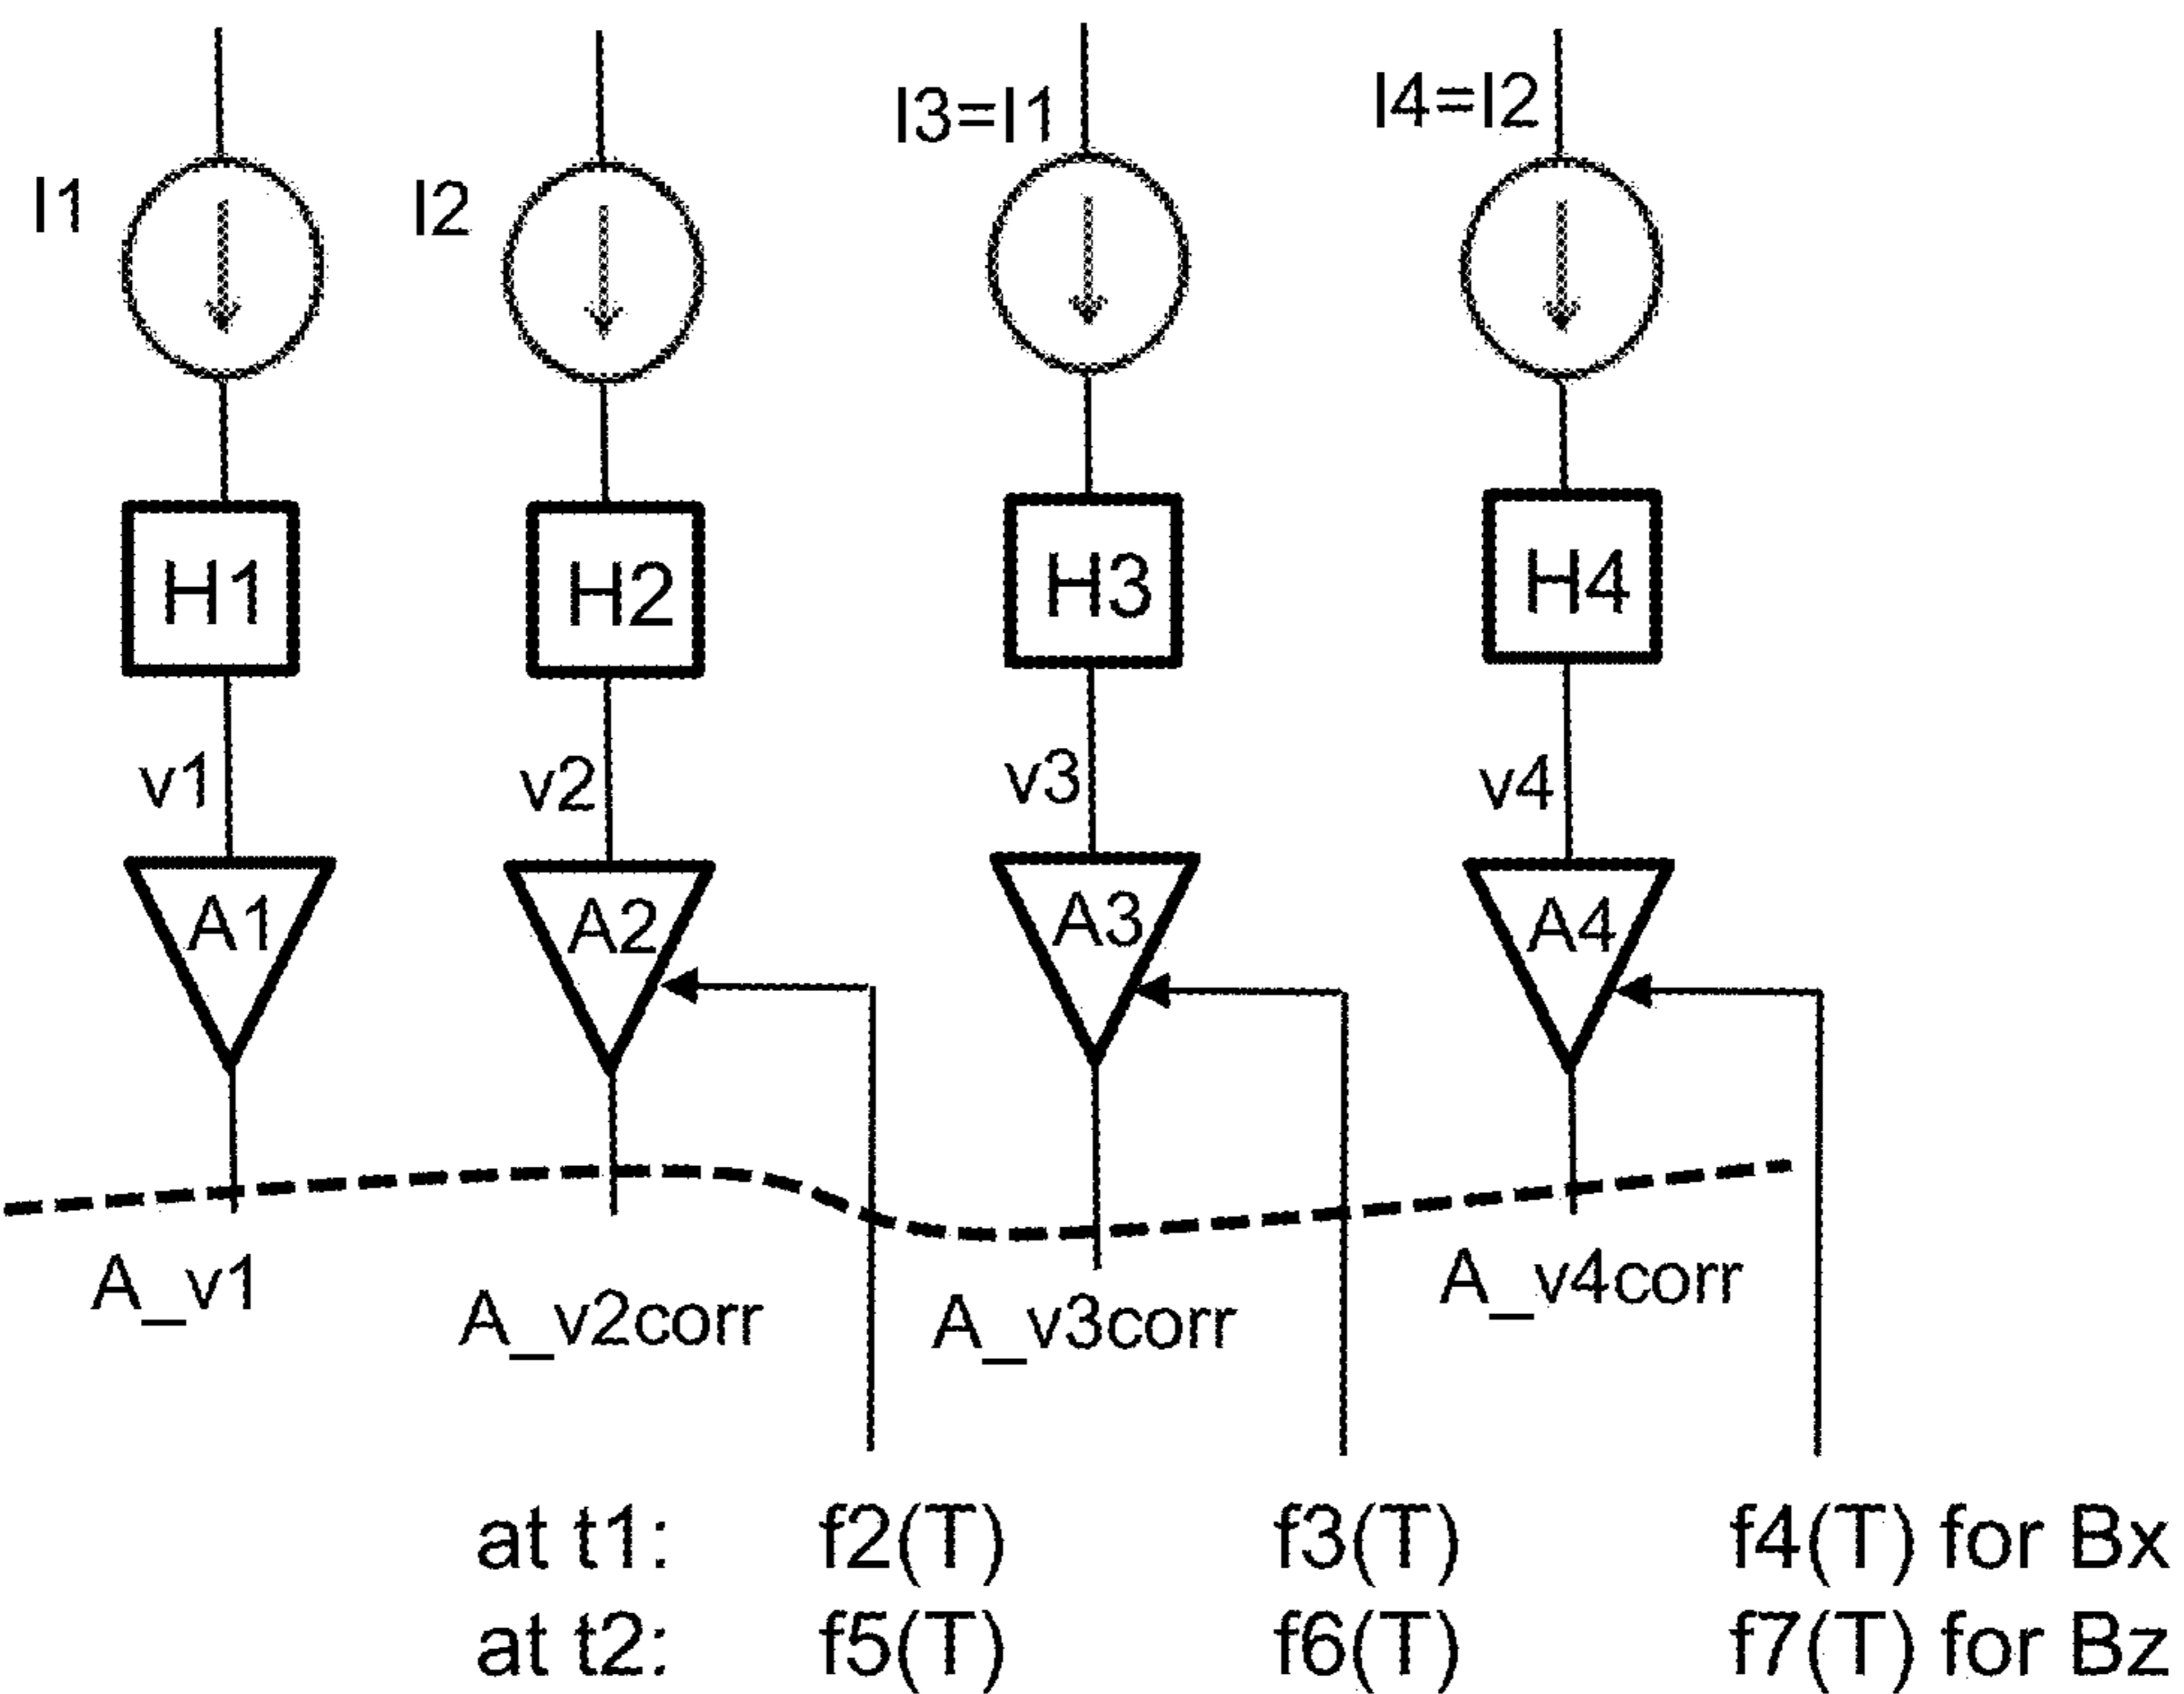 I3=I1
I4=I2
I1
I2
H1
H2
H3
H4
v1
v2
v3
v4
A1
A2
A3
A4
A_v1
A_v2corr
A_v3corr
A_v4corr
at t1: f2(T) f3(T) f4(T) for Bx
at t2: f5(T) f6(T) f7(T) for Bz